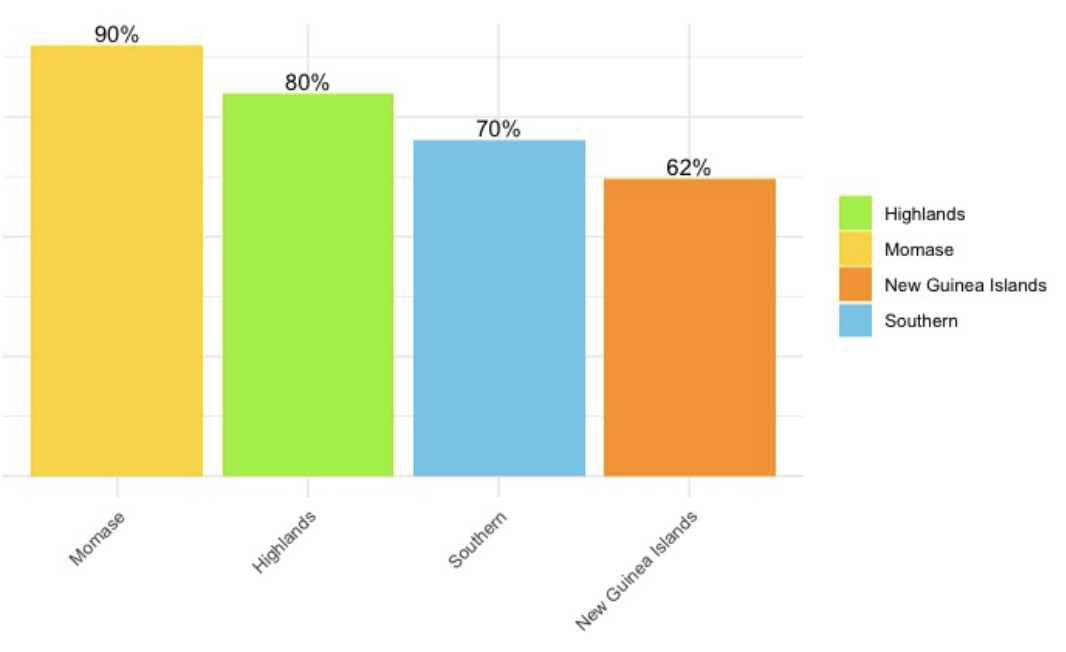 90%
80%
70%
62%
Highlands
Momase
New Guinea Islands
Southern
Momase
Highlands
Southern
New Guinea Islands